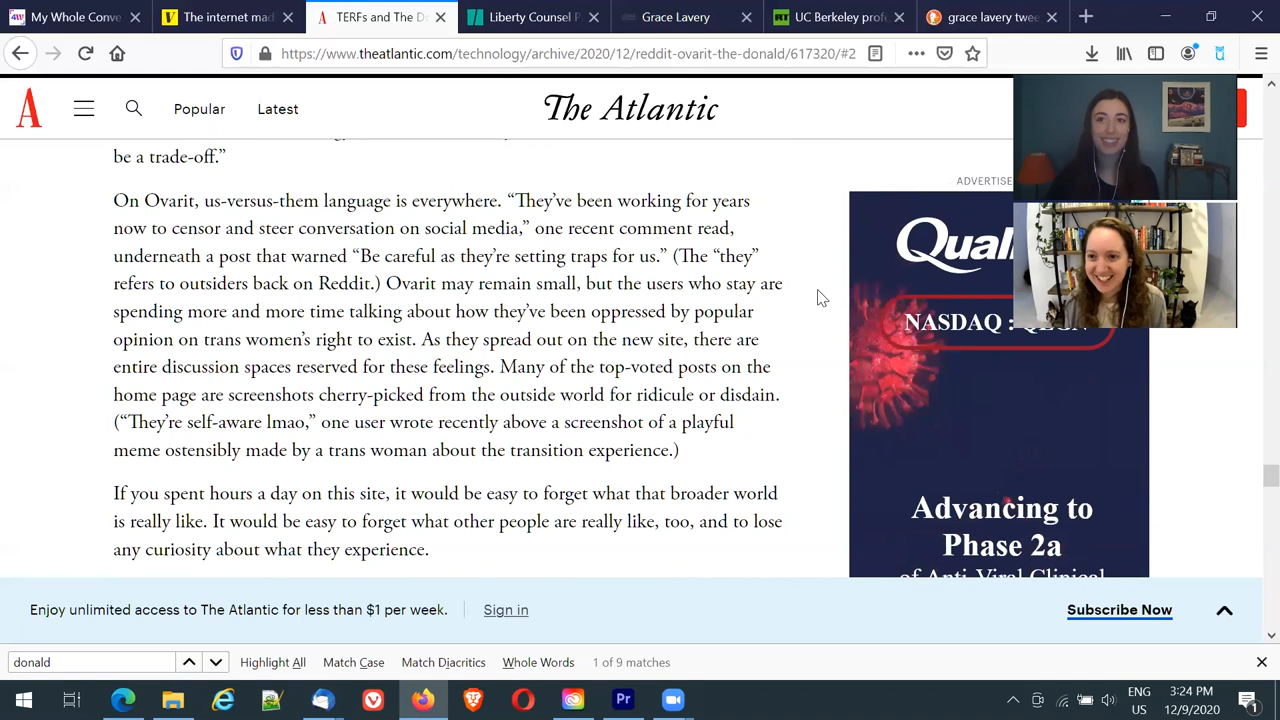 My Whole Conve
The internet mad
TERFs and The D
Liberty Counsel P
Grace Lavery
UC Berkeley prof
grace lavery twee
https://www.theatlantic.com/technology/archive/2020/12/reddit-ovarit-the-donald/617320/#2
Popular
Latest
The Atlantic
be a trade-off.”
ADVERTISE
On Ovarit, us-versus-them language is everywhere. “They’ve been working for years
now to censor and steer conversation on social media,” one recent comment read,
underneath a post that warned “Be careful as they’re setting traps for us.” (The “they”
refers to outsiders back on Reddit.) Ovarit may remain small, but the users who stay are
spending more and more time talking about how they’ve been oppressed by popular
opinion on trans women’s right to exist. As they spread out on the new site, there are
entire discussion spaces reserved for these feelings. Many of the top-voted posts on the
home page are screenshots cherry-picked from the outside world for ridicule or disdain.
(“They’re self-aware lmao,” one user wrote recently above a screenshot of a playful
meme ostensibly made by a trans woman about the transition experience.)
If you spent hours a day on this site, it would be easy to forget what that broader world
is really like. It would be easy to forget what other people are really like, too, and to lose
any curiosity about what they experience.
Quali
NASDAQ :
Advancing to
Phase 2a
of Anti-Viral Clinical
Enjoy unlimited access to The Atlantic for less than $1 per week.
Sign in
Subscribe Now
donald
Highlight All
Match Case
Match Diacritics
Whole Words
1 of 9 matches
ENG
US
3:24 PM
12/9/2020